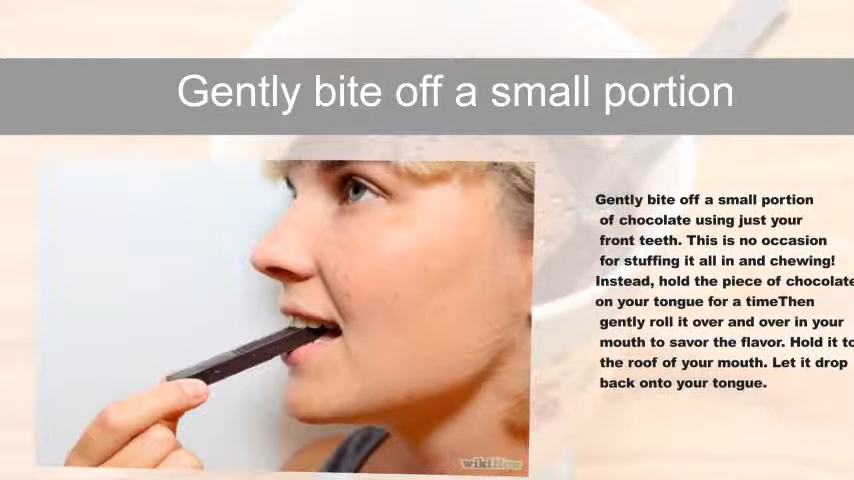 Gently bite off a small portion
Gently bite off a small portion
of chocolate using just your
front teeth. This is no occasion
for stuffing it all in and chewing!
Instead, hold the piece of chocolate
on your tongue for a timeThen
gently roll it over and over in your
mouth to savor the flavor. Hold it to
the roof of your mouth. Let it drop
back onto your tongue.
wikiHow